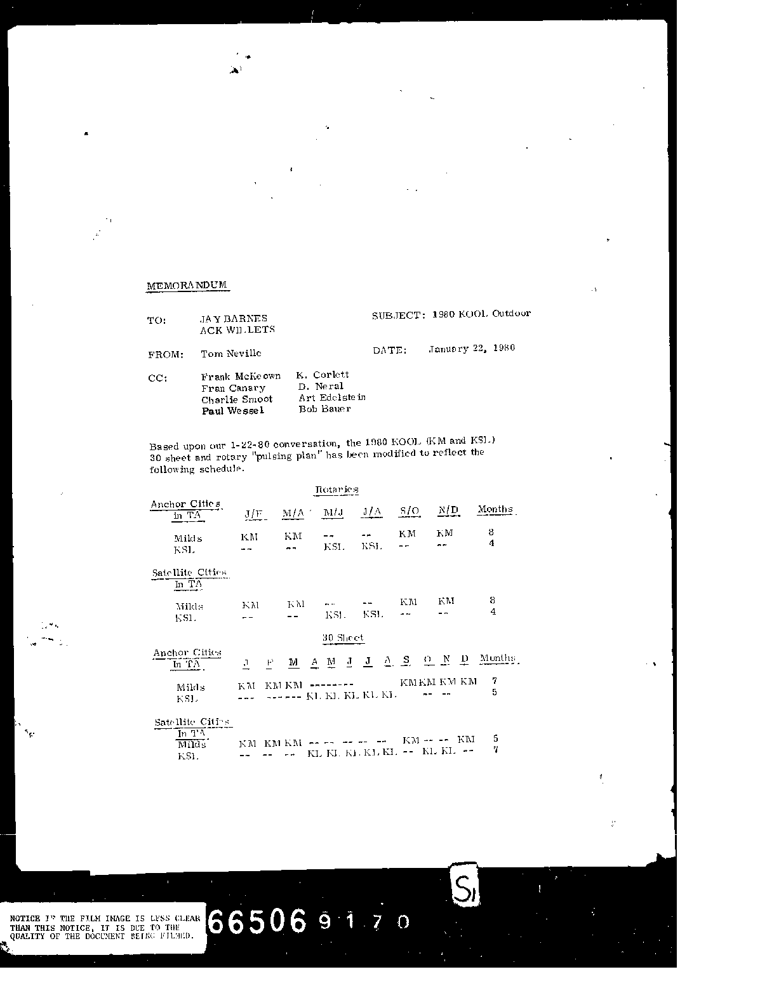 MEMORANDUM
TO: JAY BARNES
ACK WILLETS
SUBJECT: 1980 KOOL Outdoor
FROM: Tom Neville
DATE: January 22, 1980
CC: Frank McKeown K. Corlett
Fran Canary D. Neral
Charlie Smoot Art Edelstein
Paul Wessel Bob Bauer
Based upon our 1-22-80 conversation, the 1980 KOOL (KM and KSL)
30 sheet and rotary "pulsing plan" has been modified to reflect the
following schedule.
Rotaries
Anchor Cities
in TA J/F M/A M/J J/A S/O N/D Months
Milds KM KM -- -- KM KM 8
KSL -- -- KSL KSL -- -- 4
Satellite Cities
In TA
Milds KM KM -- -- KM KM 8
KSL -- -- KSL KSL -- -- 4
30 Sheet
Anchor Cities
In TA J F M A M J J A S O N D Months
Milds KM KM KM -------- KM KM KM KM 7
KSL --- ------ KL KL KL KL KL -- -- 5
Satellite Cities
In TA
Milds KM KM KM -- -- -- -- -- KM -- -- KM 5
KSL -- -- -- KL KL KL KL KL -- KL KL -- 7
S1
NOTICE IF THE FILM IMAGE IS LESS CLEAR
THAN THIS NOTICE, IT IS DUE TO THE
QUALITY OF THE DOCUMENT BEING FILMED.
66506 9170